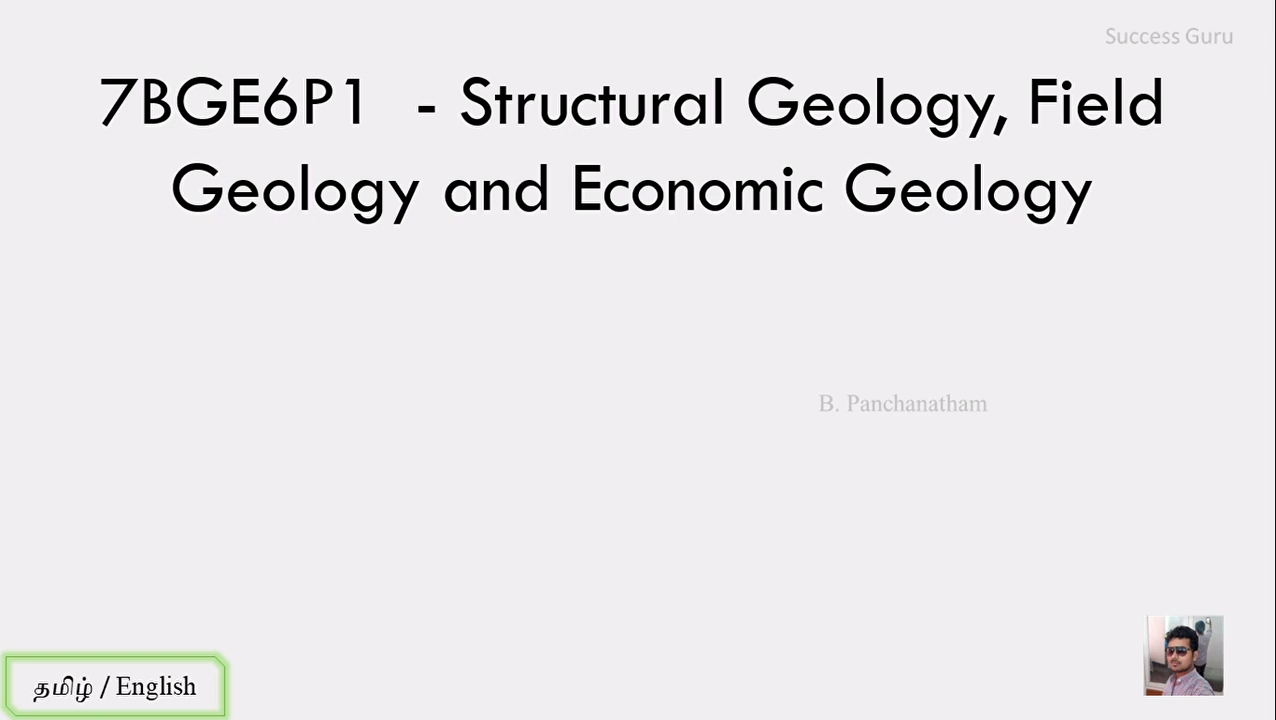 Success Guru
7BGE6P1 - Structural Geology, Field
Geology and Economic Geology
B. Panchanatham
தமிழ் / English